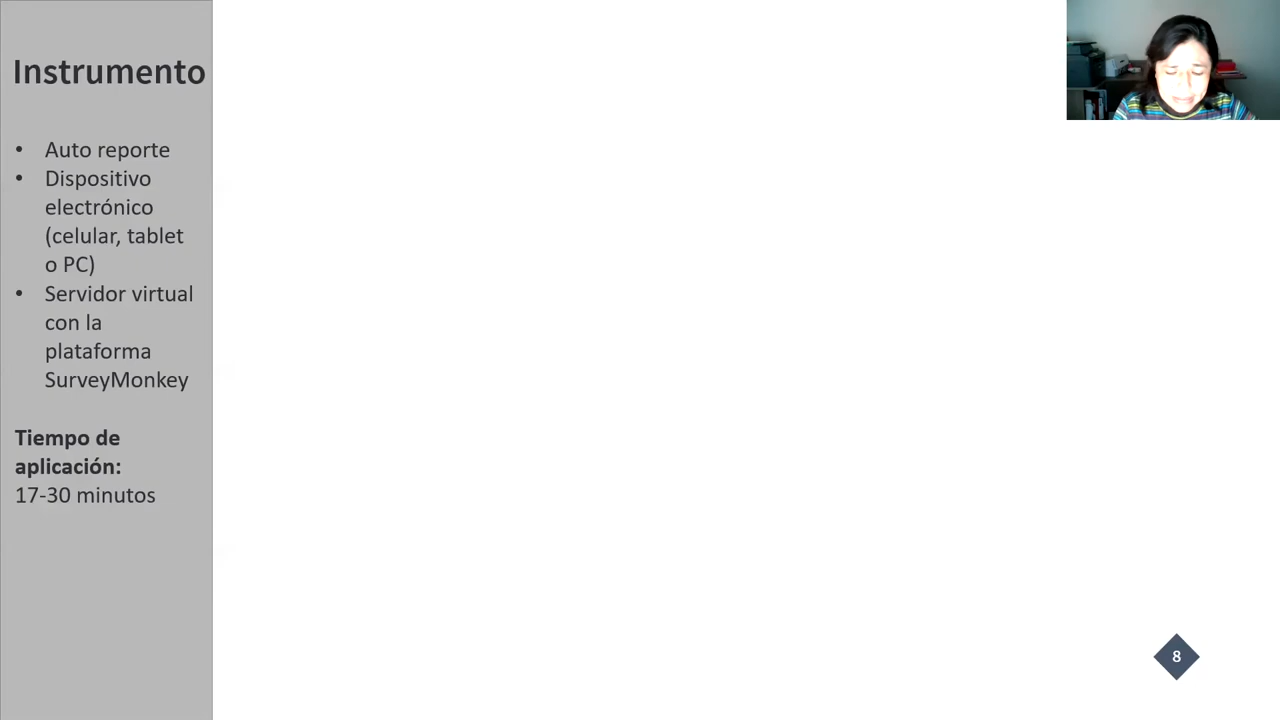 Instrumento
• Auto reporte
• Dispositivo
electrónico
(celular, tablet
o PC)
• Servidor virtual
con la
plataforma
SurveyMonkey
Tiempo de
aplicación:
17-30 minutos
8